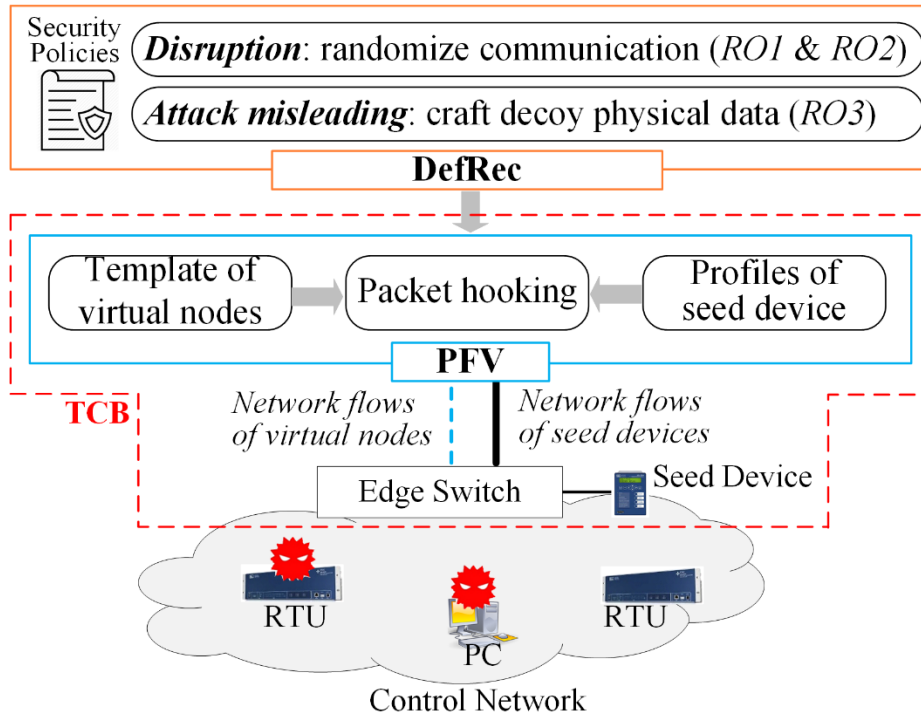 Security
Policies
Disruption: randomize communication (RO1 & RO2)
Attack misleading: craft decoy physical data (RO3)
DefRec
Template of
virtual nodes
Packet hooking
Profiles of
seed device
PFV
TCB
Network flows
of virtual nodes
Network flows
of seed devices
Edge Switch
Seed Device
RTU
PC
RTU
Control Network